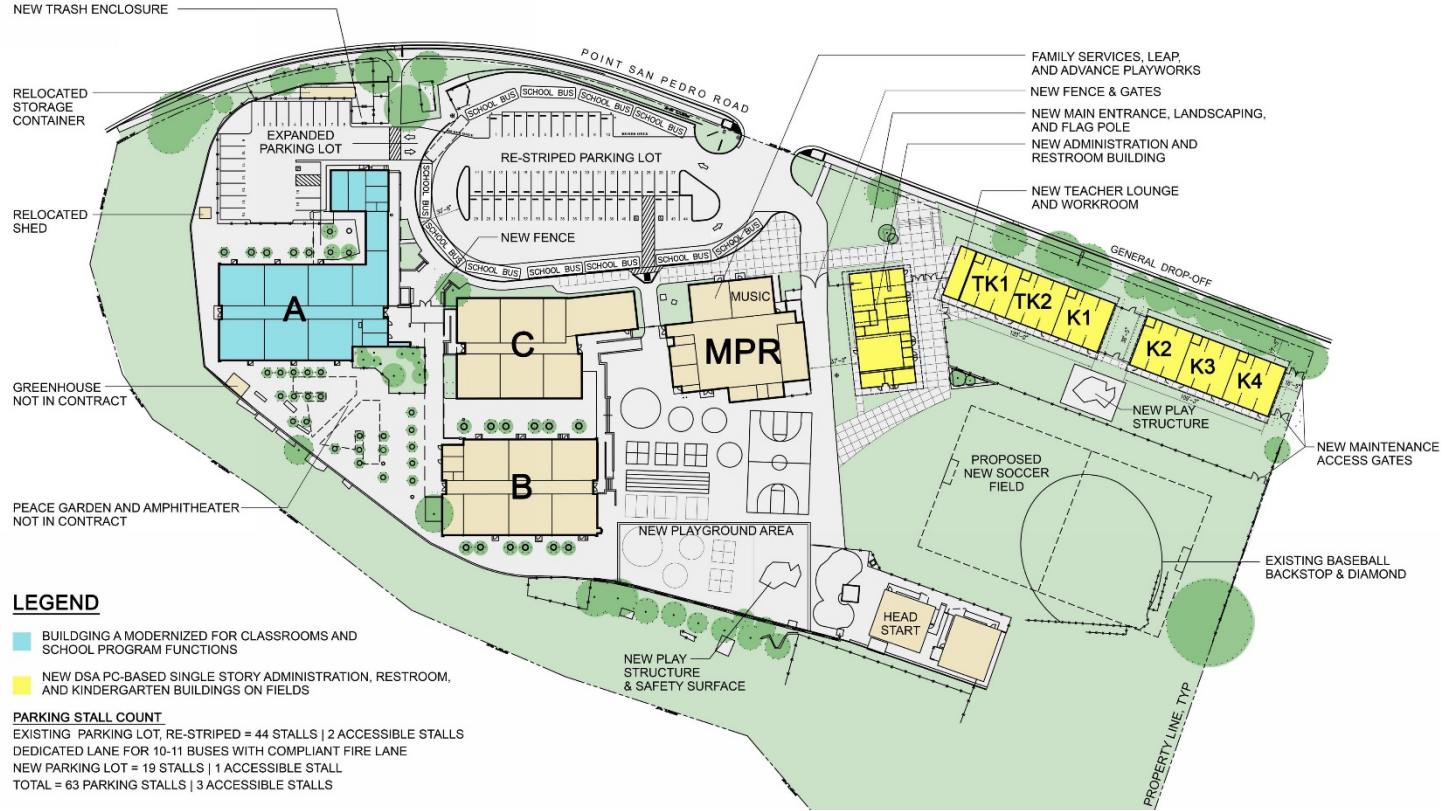 NEW TRASH ENCLOSURE
RELOCATED
STORAGE
CONTAINER
EXPANDED
PARKING LOT
RELOCATED
SHED
POINT SAN PEDRO ROAD
SCHOOL BUS
SCHOOL BUS
SCHOOL BUS
SCHOOL BUS
SCHOOL BUS
RE-STRIPED PARKING LOT
SCHOOL BUS
SCHOOL BUS
SCHOOL BUS
SCHOOL BUS
SCHOOL BUS
SCHOOL BUS
SCHOOL BUS
NEW FENCE
FAMILY SERVICES, LEAP,
AND ADVANCE PLAYWORKS
NEW FENCE & GATES
NEW MAIN ENTRANCE, LANDSCAPING,
AND FLAG POLE
NEW ADMINISTRATION AND
RESTROOM BUILDING
NEW TEACHER LOUNGE
AND WORKROOM
GENERAL DROP-OFF
A
C
B
MUSIC
MPR
TK1
TK2
K1
K2
K3
K4
NEW PLAY
STRUCTURE
NEW MAINTENANCE
ACCESS GATES
PROPOSED
NEW SOCCER
FIELD
GREENHOUSE
NOT IN CONTRACT
PEACE GARDEN AND AMPHITHEATER
NOT IN CONTRACT
NEW PLAYGROUND AREA
EXISTING BASEBALL
BACKSTOP & DIAMOND
HEAD
START
NEW PLAY
STRUCTURE
& SAFETY SURFACE
PROPERTY LINE, TYP
LEGEND
BUILDGING A MODERNIZED FOR CLASSROOMS AND
SCHOOL PROGRAM FUNCTIONS
NEW DSA PC-BASED SINGLE STORY ADMINISTRATION, RESTROOM,
AND KINDERGARTEN BUILDINGS ON FIELDS
PARKING STALL COUNT
EXISTING PARKING LOT, RE-STRIPED = 44 STALLS | 2 ACCESSIBLE STALLS
DEDICATED LANE FOR 10-11 BUSES WITH COMPLIANT FIRE LANE
NEW PARKING LOT = 19 STALLS | 1 ACCESSIBLE STALL
TOTAL = 63 PARKING STALLS | 3 ACCESSIBLE STALLS